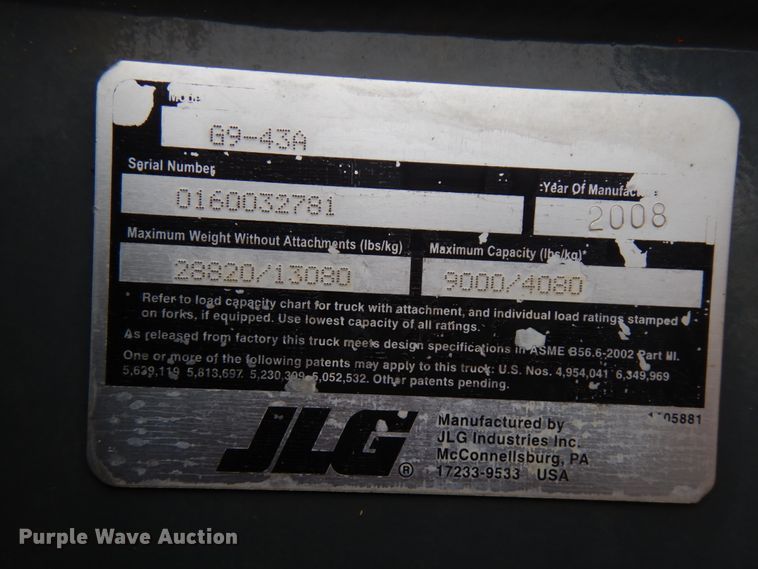 Model
G9-43A
Serial Number
Year Of Manufacture
0160032781
2008
Maximum Weight Without Attachments (lbs/kg)
Maximum Capacity (lbs/kg)*
28820/13080
9000/4080
* Refer to load capacity chart for truck with attachment, and individual load ratings stamped
on forks, if equipped. Use lowest capacity of all ratings.
As released from factory this truck meets design specifications in ASME B56.6-2002 Part III.
One or more of the following patents may apply to this truck: U.S. Nos. 4,954,041 6,349,969
5,639,119 5,813,697 5,230,399 5,052,532. Other patents pending.
05881
JLG®
Manufactured by
JLG Industries Inc.
McConnellsburg, PA
17233-9533 USA
Purple Wave Auction